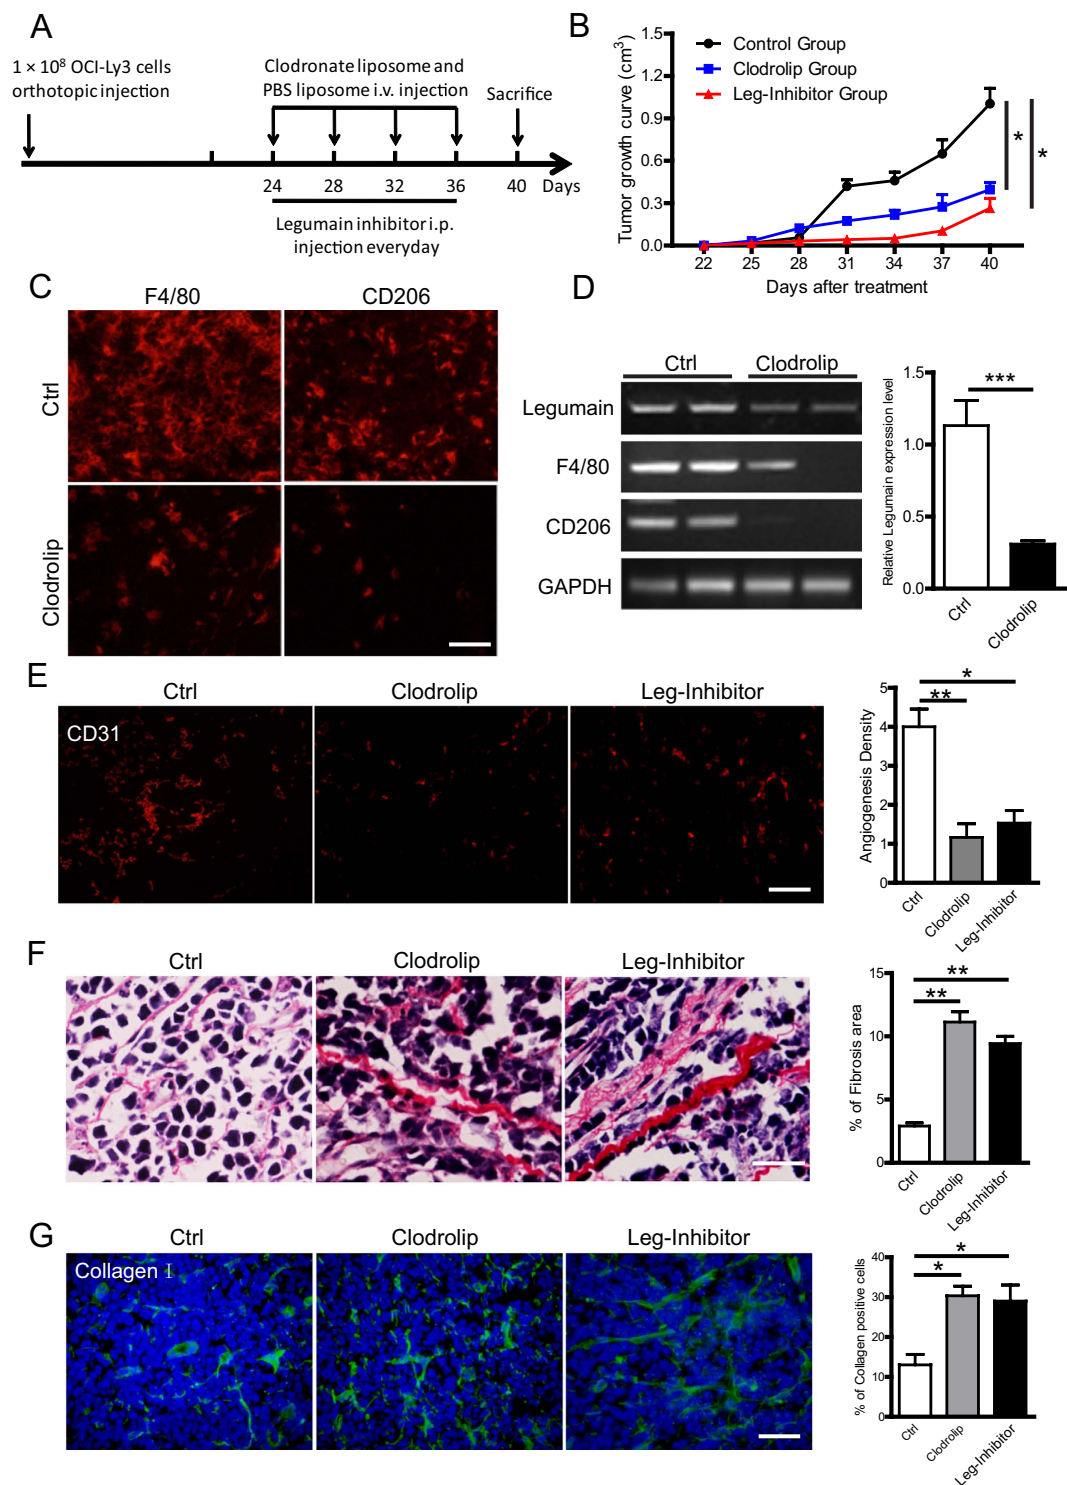 A
1 × 10⁸ OCI-Ly3 cells
orthotopic injection
Clodronate liposome and
PBS liposome i.v. injection
Sacrifice
24 28 32 36 40 Days
Legumain inhibitor i.p.
injection everyday
B
Tumor growth curve (cm³)
1.5
1.2
0.9
0.6
0.3
0.0
Control Group
Clodrolip Group
Leg-Inhibitor Group
*
*
22 25 28 31 34 37 40
Days after treatment
C
F4/80 CD206
Ctrl
Clodrolip
D
Ctrl Clodrolip
Legumain
F4/80
CD206
GAPDH
Relative Legumain expression level
1.5
1.0
0.5
0.0
***
Ctrl
Clodrolip
E
Ctrl Clodrolip Leg-Inhibitor
CD31
Angiogenesis Density
5
4
3
2
1
0
*
**
Ctrl
Clodrolip
Leg-Inhibitor
F
Ctrl Clodrolip Leg-Inhibitor
% of Fibrosis area
15
10
5
0
**
**
Ctrl
Clodrolip
Leg-Inhibitor
G
Ctrl Clodrolip Leg-Inhibitor
Collagen I
% of Collagen positive cells
40
30
20
10
0
*
*
Ctrl
Clodrolip
Leg-Inhibitor